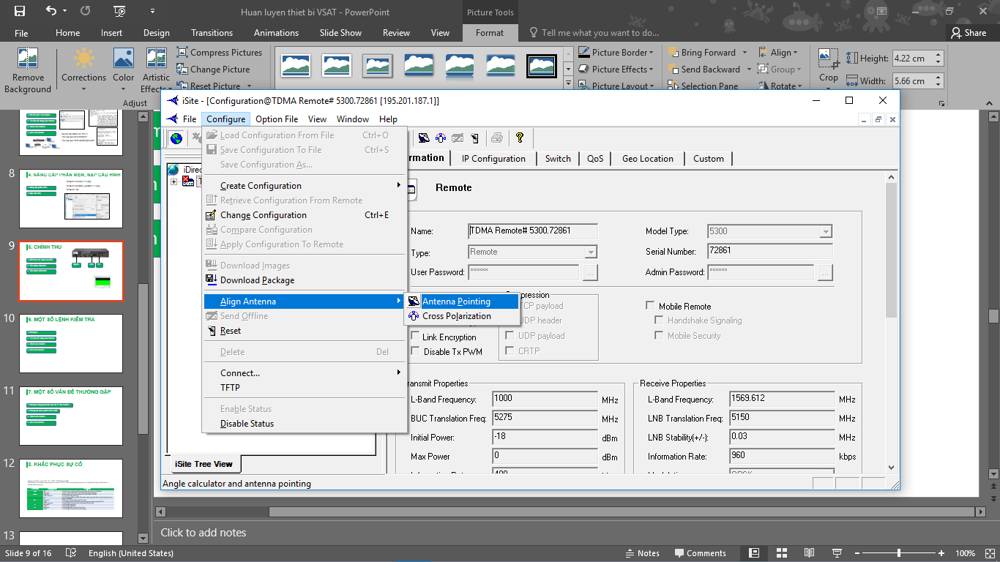 Huan luyen thiet bi VSAT - PowerPoint
Picture Tools
File Home Insert Design Transitions Animations Slide Show Review View Format Tell me what you want to do... Share
Remove Background
Corrections
Color
Artistic Effects
Compress Pictures
Change Picture
Reset Picture
Adjust
Picture Border
Picture Effects
Picture Layout
Bring Forward
Send Backward
Selection Pane
Align
Group
Rotate
Crop
Height: 4.22 cm
Width: 5.66 cm
iSite - [Configuration@TDMA Remote# 5300.72861 [195.201.187.1]]
File Configure Option File View Window Help
Load Configuration From File Ctrl+O
Save Configuration To File Ctrl+S
Save Configuration As...
Create Configuration
Retrieve Configuration From Remote
Change Configuration Ctrl+E
Compare Configuration
Apply Configuration To Remote
Download Images
Download Package
Align Antenna
Send Offline
Reset
Delete Del
Connect...
TFTP
Enable Status
Disable Status
Antenna Pointing
Cross Polarization
iDirec
T
rmation IP Configuration Switch QoS Geo Location Custom
Remote
Name: TDMA Remote# 5300.72861
Model Type: 5300
Type: Remote
Serial Number: 72861
User Password: ******
...
Admin Password: ******
...
pression
CP payload
UDP header
UDP payload
CRTP
Link Encryption
Disable Tx PWM
Mobile Remote
Handshake Signaling
Mobile Security
ansmit Properties
L-Band Frequency: 1000 MHz
BUC Translation Freq: 5275 MHz
Initial Power: -18 dBm
Max Power 0 dBm
Receive Properties
L-Band Frequency: 1569.612 MHz
LNB Translation Freq: 5150 MHz
LNB Stability(+/-): 0.03 MHz
Information Rate: 960 kbps
iSite Tree View
Angle calculator and antenna pointing
8
4. NÂNG CẤP PHẦN MỀM, NẠP CẤU HÌNH
9
5. CHỈNH THU
10
6. MỘT SỐ LỆNH KIỂM TRA
11
7. MỘT SỐ VẤN ĐỀ THƯỜNG GẶP
12
8. KHẮC PHỤC SỰ CỐ
13
Click to add notes
Slide 9 of 16 English (United States) Notes Comments 100%